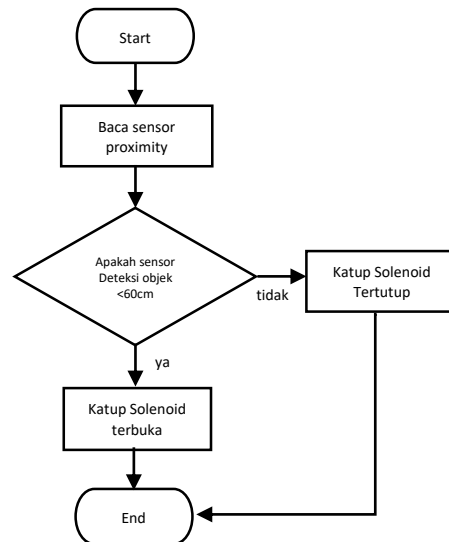 Start
Baca sensor
proximity
Apakah sensor
Deteksi objek
<60cm
tidak
Katup Solenoid
Tertutup
ya
Katup Solenoid
terbuka
End